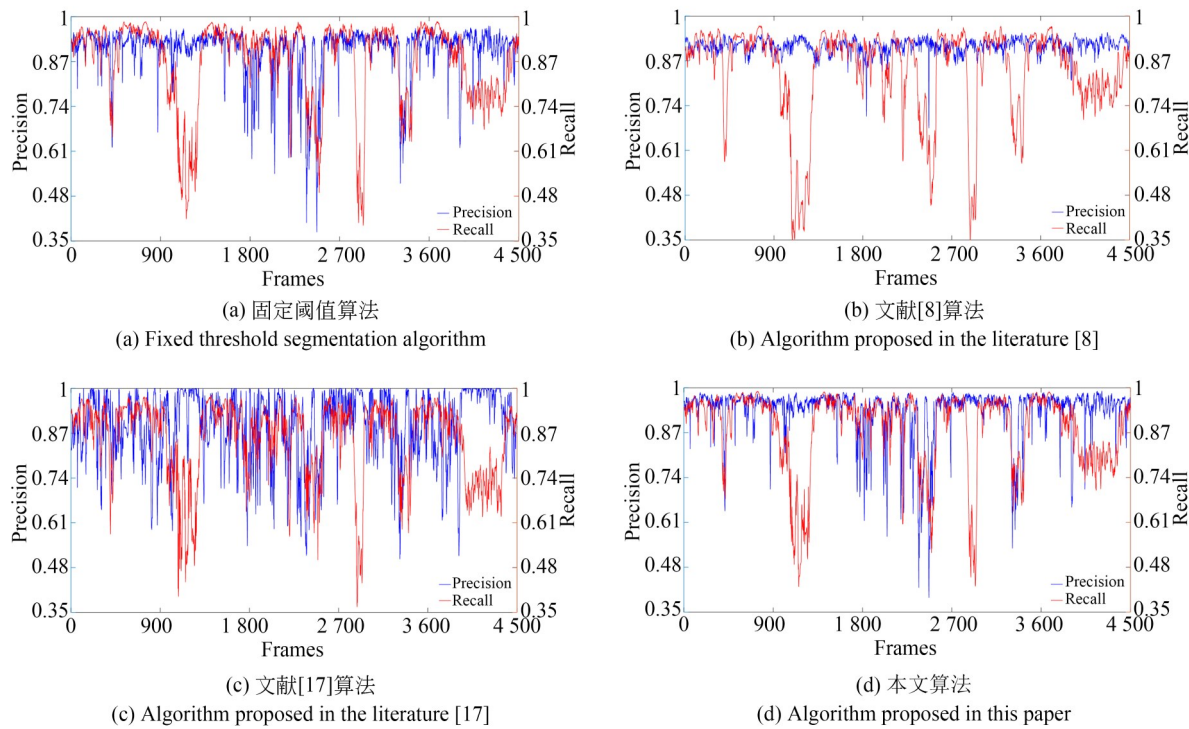 1 1 1 1
0.87 0.87 0.87 0.87
0.74 0.74 0.74 0.74
Precision Recall Precision Recall
0.61 0.61 0.61 0.61
0.48 0.48 0.48 0.48
Precision Precision
Recall Recall
0.35 0.35 0.35 0.35
0 900 1 800 2 700 3 600 4 500 0 900 1 800 2 700 3 600 4 500
Frames Frames
(a) 固定阈值算法 (b) 文献[8]算法
(a) Fixed threshold segmentation algorithm (b) Algorithm proposed in the literature [8]
1 1 1 1
0.87 0.87 0.87 0.87
0.74 0.74 0.74 0.74
Precision Recall Precision Recall
0.61 0.61 0.61 0.61
0.48 0.48 0.48 0.48
Precision Precision
Recall Recall
0.35 0.35 0.35 0.35
0 900 1 800 2 700 3 600 4 500 0 900 1 800 2 700 3 600 4 500
Frames Frames
(c) 文献[17]算法 (d) 本文算法
(c) Algorithm proposed in the literature [17] (d) Algorithm proposed in this paper